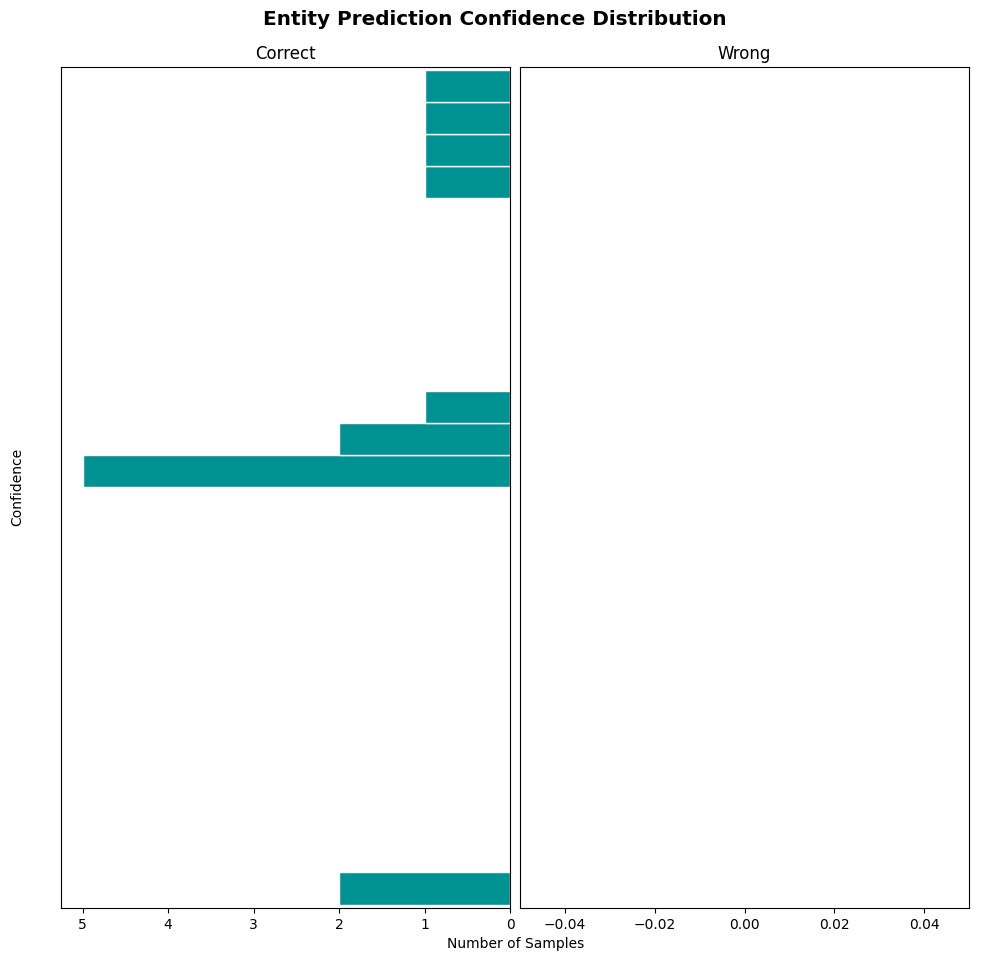 Entity Prediction Confidence Distribution
Correct
Wrong
Confidence
5 4 3 2 1 0
−0.04 −0.02 0.00 0.02 0.04
Number of Samples